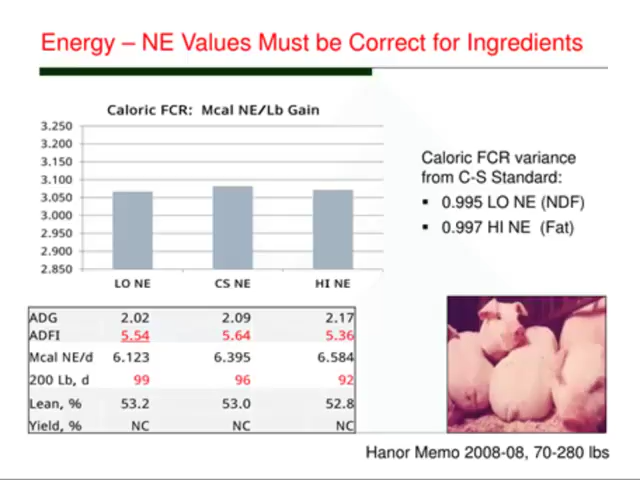 Energy – NE Values Must be Correct for Ingredients
Caloric FCR: Mcal NE/Lb Gain
3.250
3.200
3.150
3.100
3.050
3.000
2.950
2.900
2.850
LO NE CS NE HI NE
Caloric FCR variance
from C-S Standard:
▪ 0.995 LO NE (NDF)
▪ 0.997 HI NE (Fat)
ADG 2.02 2.09 2.17
ADFI 5.54 5.64 5.36
Mcal NE/d 6.123 6.395 6.584
200 Lb, d 99 96 92
Lean, % 53.2 53.0 52.8
Yield, % NC NC NC
Hanor Memo 2008-08, 70-280 lbs